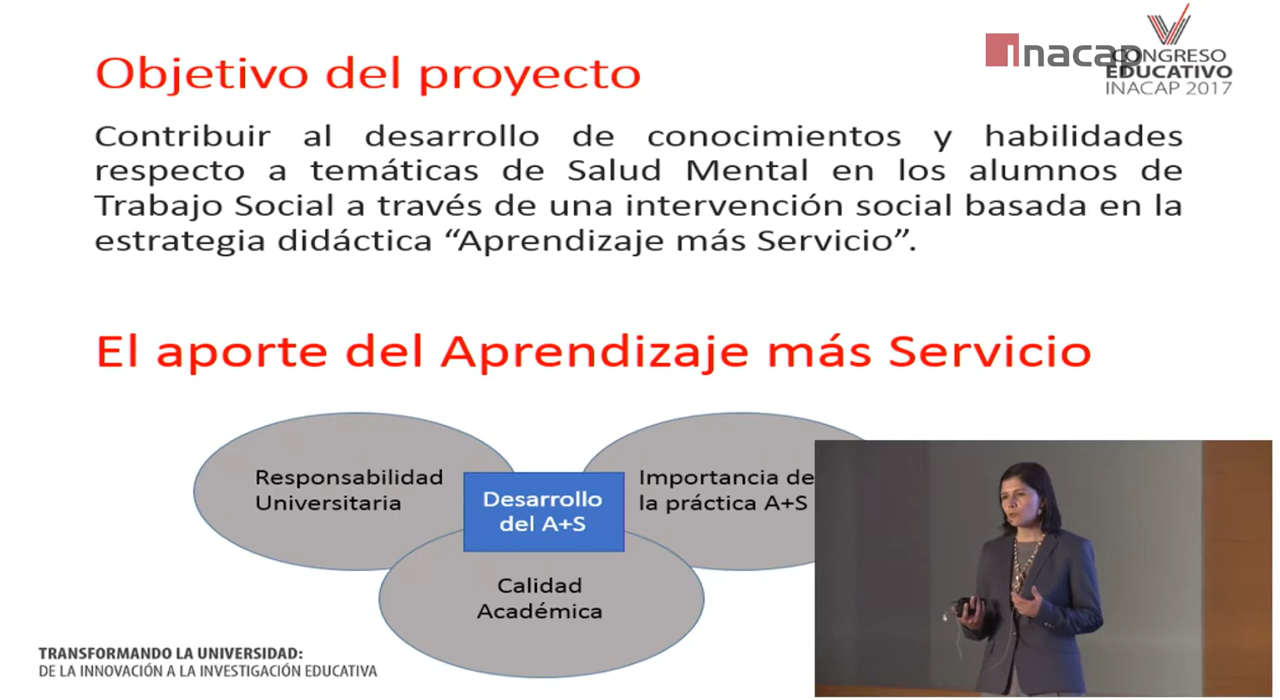 inacap
CONGRESO
EDUCATIVO
INACAP 2017
Objetivo del proyecto
Contribuir al desarrollo de conocimientos y habilidades
respecto a temáticas de Salud Mental en los alumnos de
Trabajo Social a través de una intervención social basada en la
estrategia didáctica “Aprendizaje más Servicio”.
El aporte del Aprendizaje más Servicio
Responsabilidad
Universitaria
Desarrollo
del A+S
Importancia de
la práctica A+S
Calidad
Académica
TRANSFORMANDO LA UNIVERSIDAD:
DE LA INNOVACIÓN A LA INVESTIGACIÓN EDUCATIVA